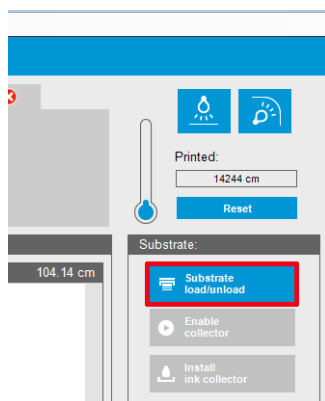 Printed:
14244 cm
Reset
Substrate:
104.14 cm
Substrate
load/unload
Enable
collector
Install
ink collector